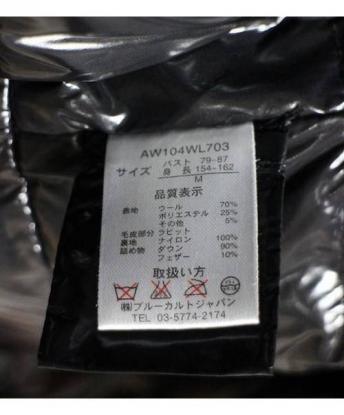 AW104WL703
サイズ バスト 79-87
身長 154-162
M
品質表示
表地 ウール 70%
ポリエステル 25%
その他 5%
毛皮部分 ラビット
裏地 ナイロン 100%
詰め物 ダウン 90%
フェザー 10%
取扱い方
㈱ブルーカルトジャパン
TEL 03-5774-2174